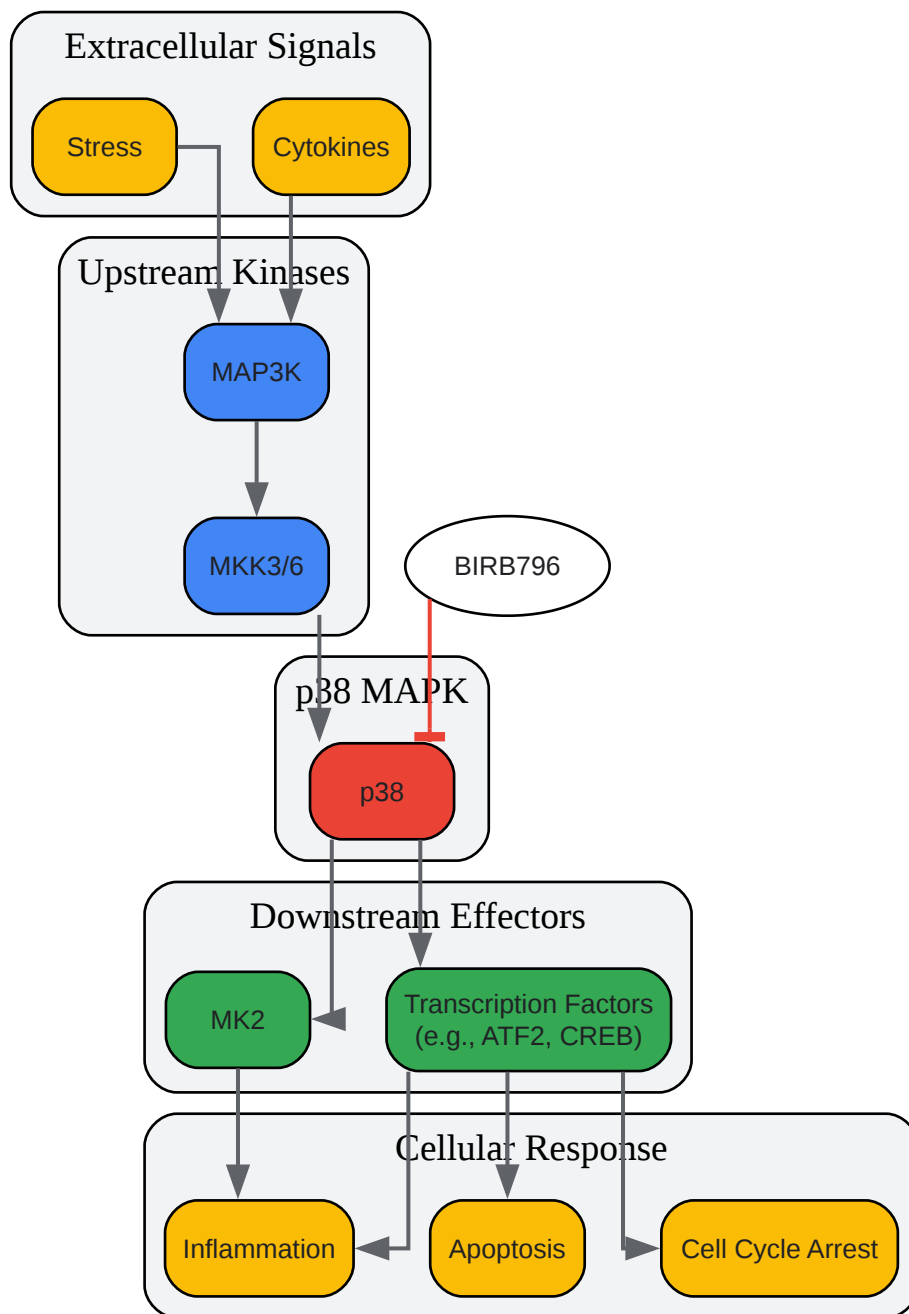 Extracellular Signals
Stress
Cytokines
Upstream Kinases
MAP3K
MKK3/6
BIRB796
p38 MAPK
p38
Downstream Effectors
MK2
Transcription Factors
(e.g., ATF2, CREB)
Cellular Response
Inflammation
Apoptosis
Cell Cycle Arrest